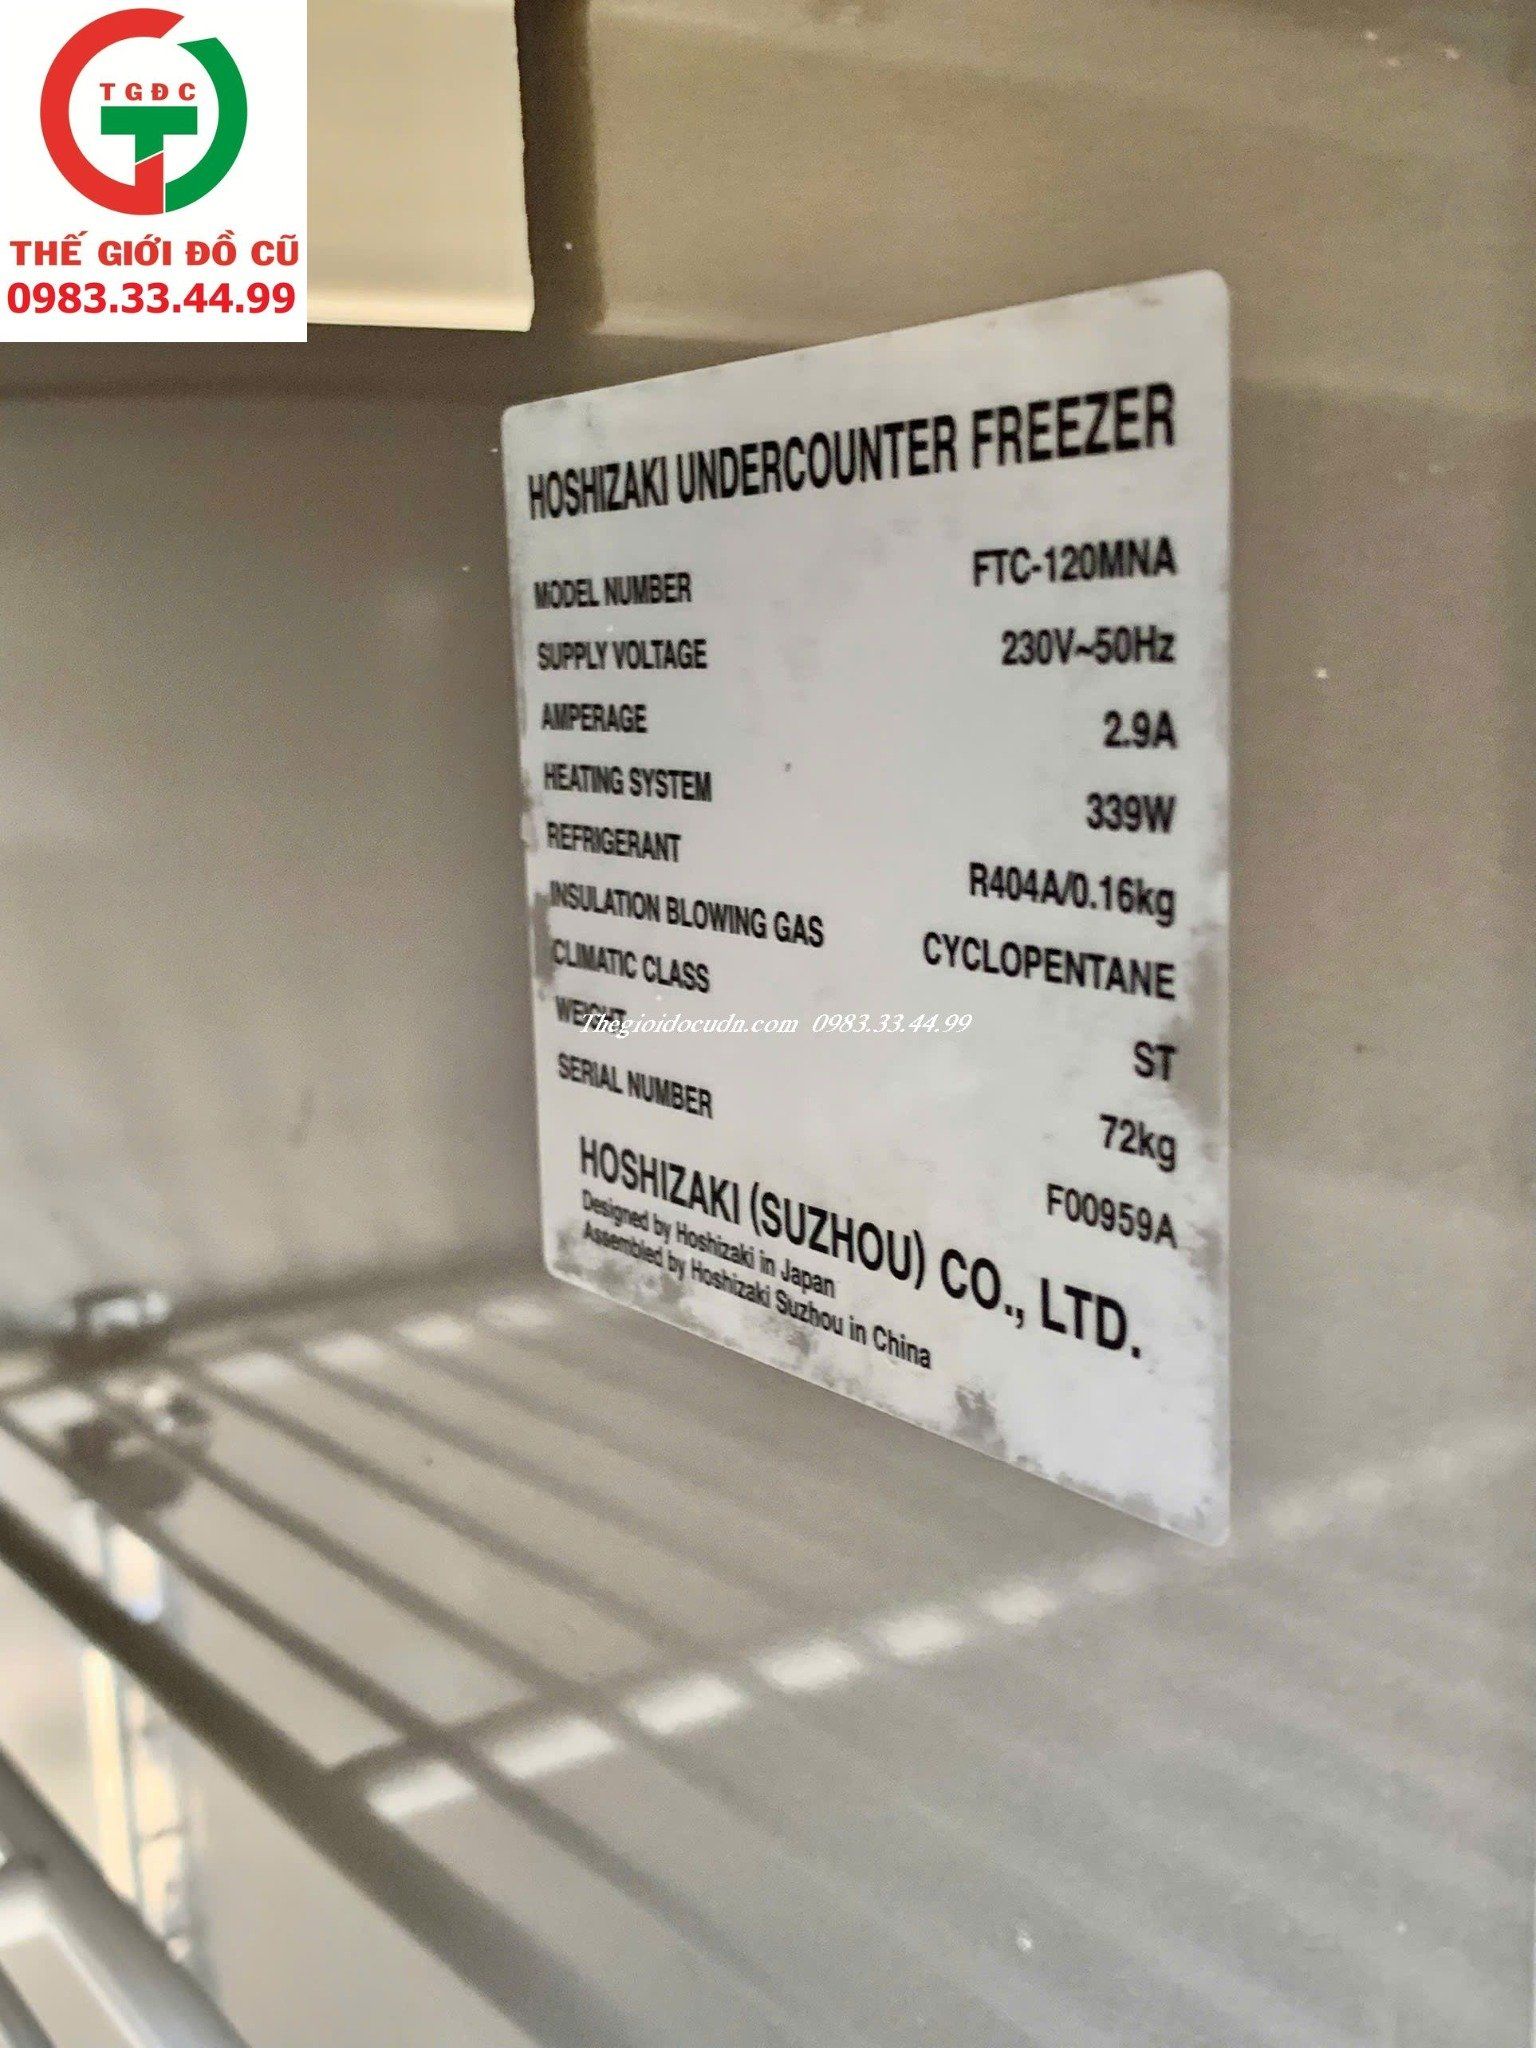 TGĐC
THẾ GIỚI ĐỒ CŨ
0983.33.44.99
HOSHIZAKI UNDERCOUNTER FREEZER
MODEL NUMBER FTC-120MNA
SUPPLY VOLTAGE 230V~50Hz
AMPERAGE 2.9A
HEATING SYSTEM 339W
REFRIGERANT R404A/0.16kg
INSULATION BLOWING GAS CYCLOPENTANE
CLIMATIC CLASS ST
WEIGHT 72kg
Thegioidocudn.com 0983.33.44.99
SERIAL NUMBER F00959A
HOSHIZAKI (SUZHOU) CO., LTD.
Designed by Hoshizaki in Japan
Assembled by Hoshizaki Suzhou in China